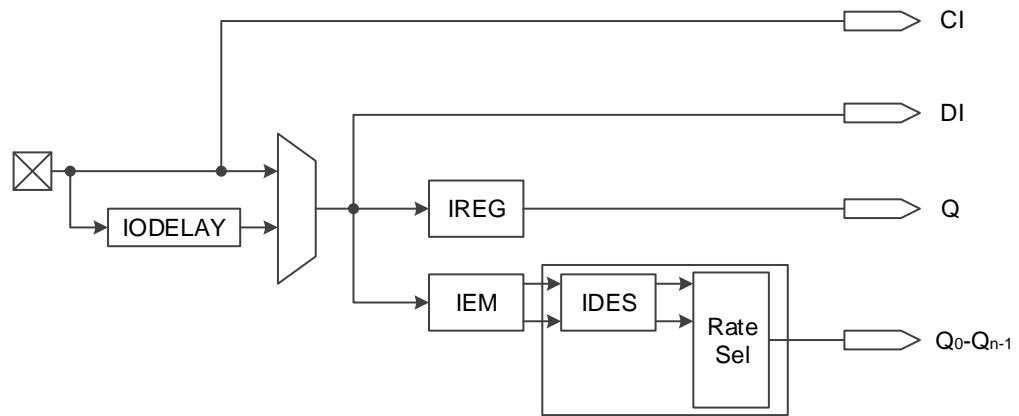 CI
DI
IREG
Q
IODELAY
IEM
IDES
Rate
Sel
Q0-Qn-1